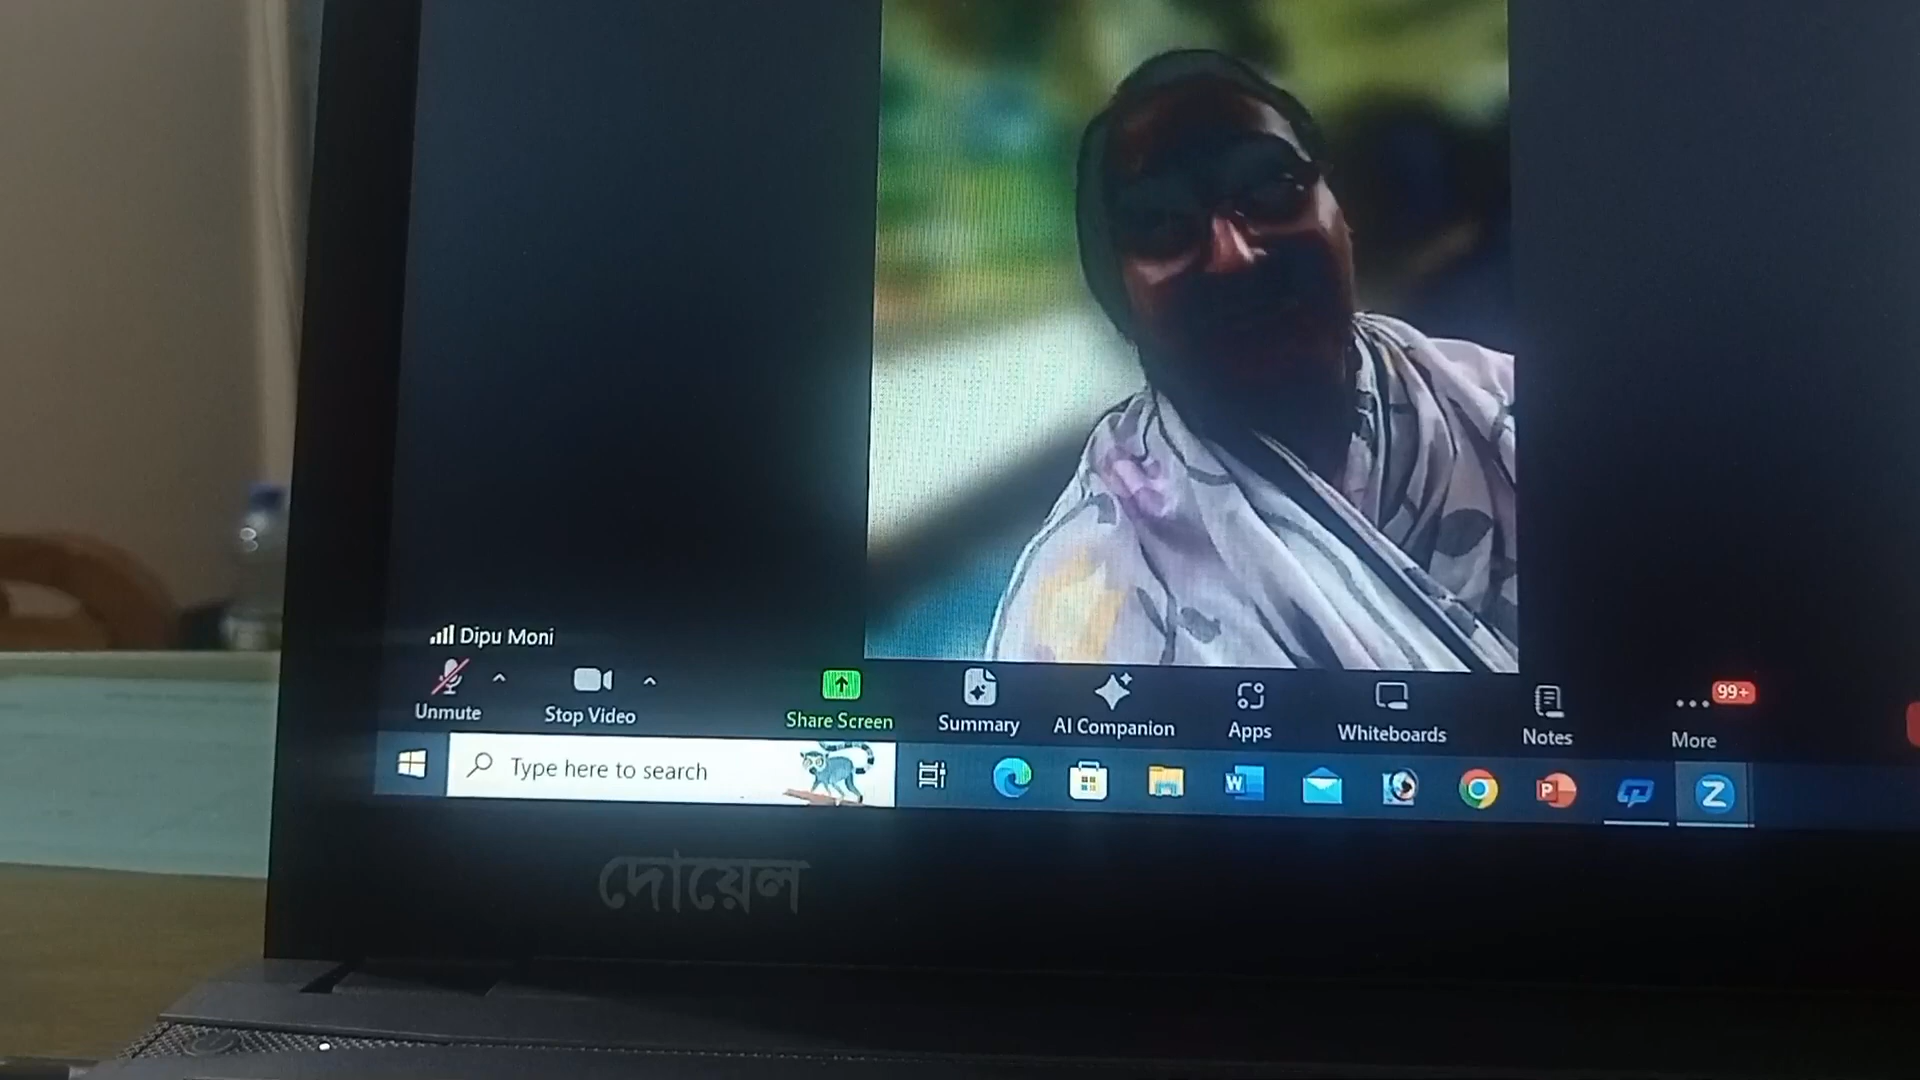 Dipu Moni
Unmute
Stop Video
Share Screen
Summary
AI Companion
Apps
Whiteboards
Notes
99+
More
Type here to search
দোয়েল